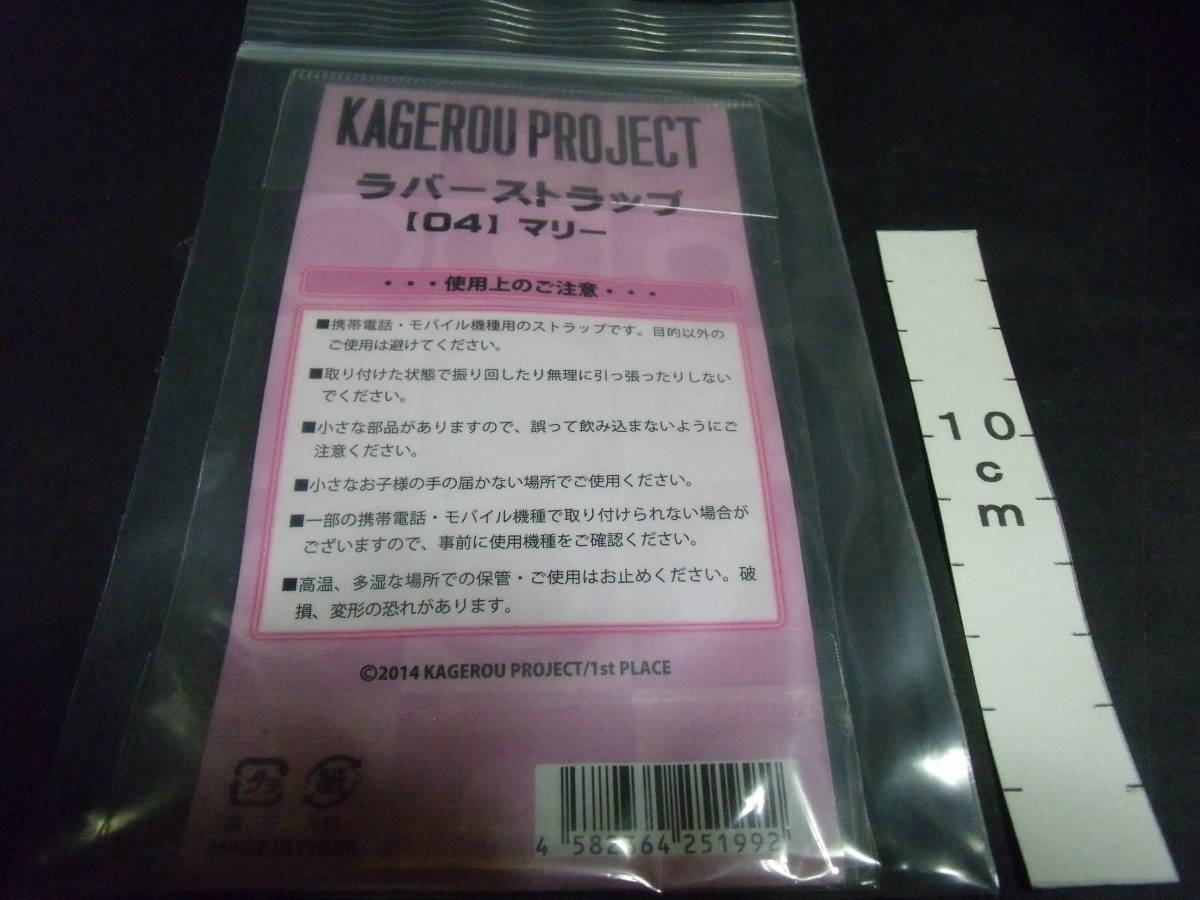 KAGEROU PROJECT
ラバーストラップ
【04】マリー
・・・使用上のご注意・・・
■携帯電話・モバイル機種用のストラップです。目的以外の
ご使用は避けてください。
■取り付けた状態で振り回したり無理に引っ張ったりしない
でください。
■小さな部品がありますので、誤って飲み込まないようにご
注意ください。
■小さなお子様の手の届かない場所でご使用ください。
■一部の携帯電話・モバイル機種で取り付けられない場合が
ございますので、事前に使用機種をご確認ください。
■高温、多湿な場所での保管・ご使用はお止めください。破
損、変形の恐れがあります。
©2014 KAGEROU PROJECT/1st PLACE
プラ 紙
MADE IN CHINA
4 582364 251992
10
cm